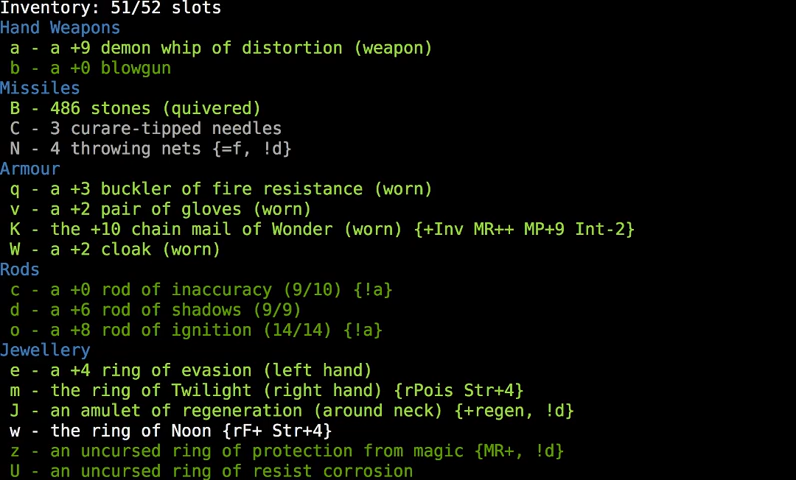 Inventory: 51/52 slots
Hand Weapons
a - a +9 demon whip of distortion (weapon)
b - a +0 blowgun
Missiles
B - 486 stones (quivered)
C - 3 curare-tipped needles
N - 4 throwing nets {=f, !d}
Armour
q - a +3 buckler of fire resistance (worn)
v - a +2 pair of gloves (worn)
K - the +10 chain mail of Wonder (worn) {+Inv MR++ MP+9 Int-2}
W - a +2 cloak (worn)
Rods
c - a +0 rod of inaccuracy (9/10) {!a}
d - a +6 rod of shadows (9/9)
o - a +8 rod of ignition (14/14) {!a}
Jewellery
e - a +4 ring of evasion (left hand)
m - the ring of Twilight (right hand) {rPois Str+4}
J - an amulet of regeneration (around neck) {+regen, !d}
w - the ring of Noon {rF+ Str+4}
z - an uncursed ring of protection from magic {MR+, !d}
U - an uncursed ring of resist corrosion